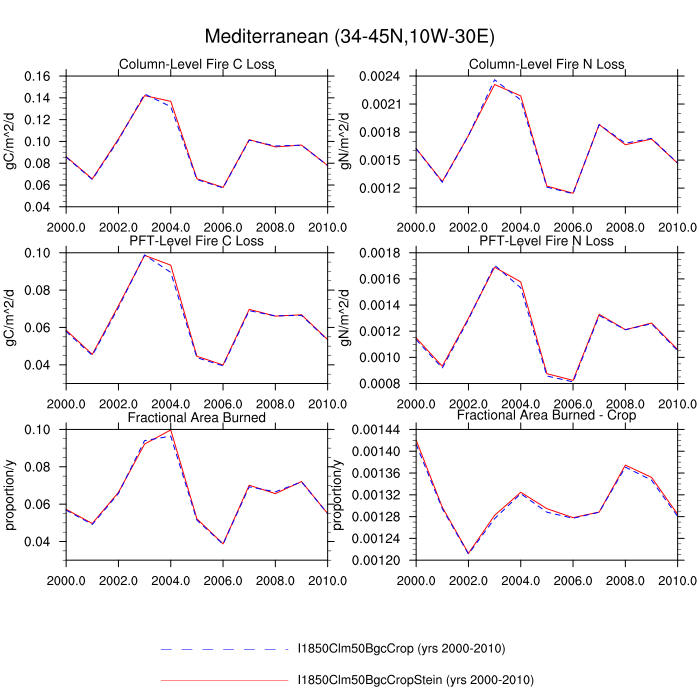 Mediterranean (34-45N,10W-30E)
Column-Level Fire C Loss
gC/m^2/d
0.16
0.14
0.12
0.10
0.08
0.06
0.04
2000.0 2002.0 2004.0 2006.0 2008.0 2010.0
Column-Level Fire N Loss
gN/m^2/d
0.0024
0.0021
0.0018
0.0015
0.0012
2000.0 2002.0 2004.0 2006.0 2008.0 2010.0
PFT-Level Fire C Loss
gC/m^2/d
0.10
0.08
0.06
0.04
2000.0 2002.0 2004.0 2006.0 2008.0 2010.0
PFT-Level Fire N Loss
gN/m^2/d
0.0018
0.0016
0.0014
0.0012
0.0010
0.0008
2000.0 2002.0 2004.0 2006.0 2008.0 2010.0
Fractional Area Burned
proportion/y
0.10
0.08
0.06
0.04
2000.0 2002.0 2004.0 2006.0 2008.0 2010.0
Fractional Area Burned - Crop
proportion/y
0.00144
0.00136
0.00132
0.00128
0.00124
0.00120
2000.0 2002.0 2004.0 2006.0 2008.0 2010.0
I1850Clm50BgcCrop (yrs 2000-2010)
I1850Clm50BgcCropStein (yrs 2000-2010)